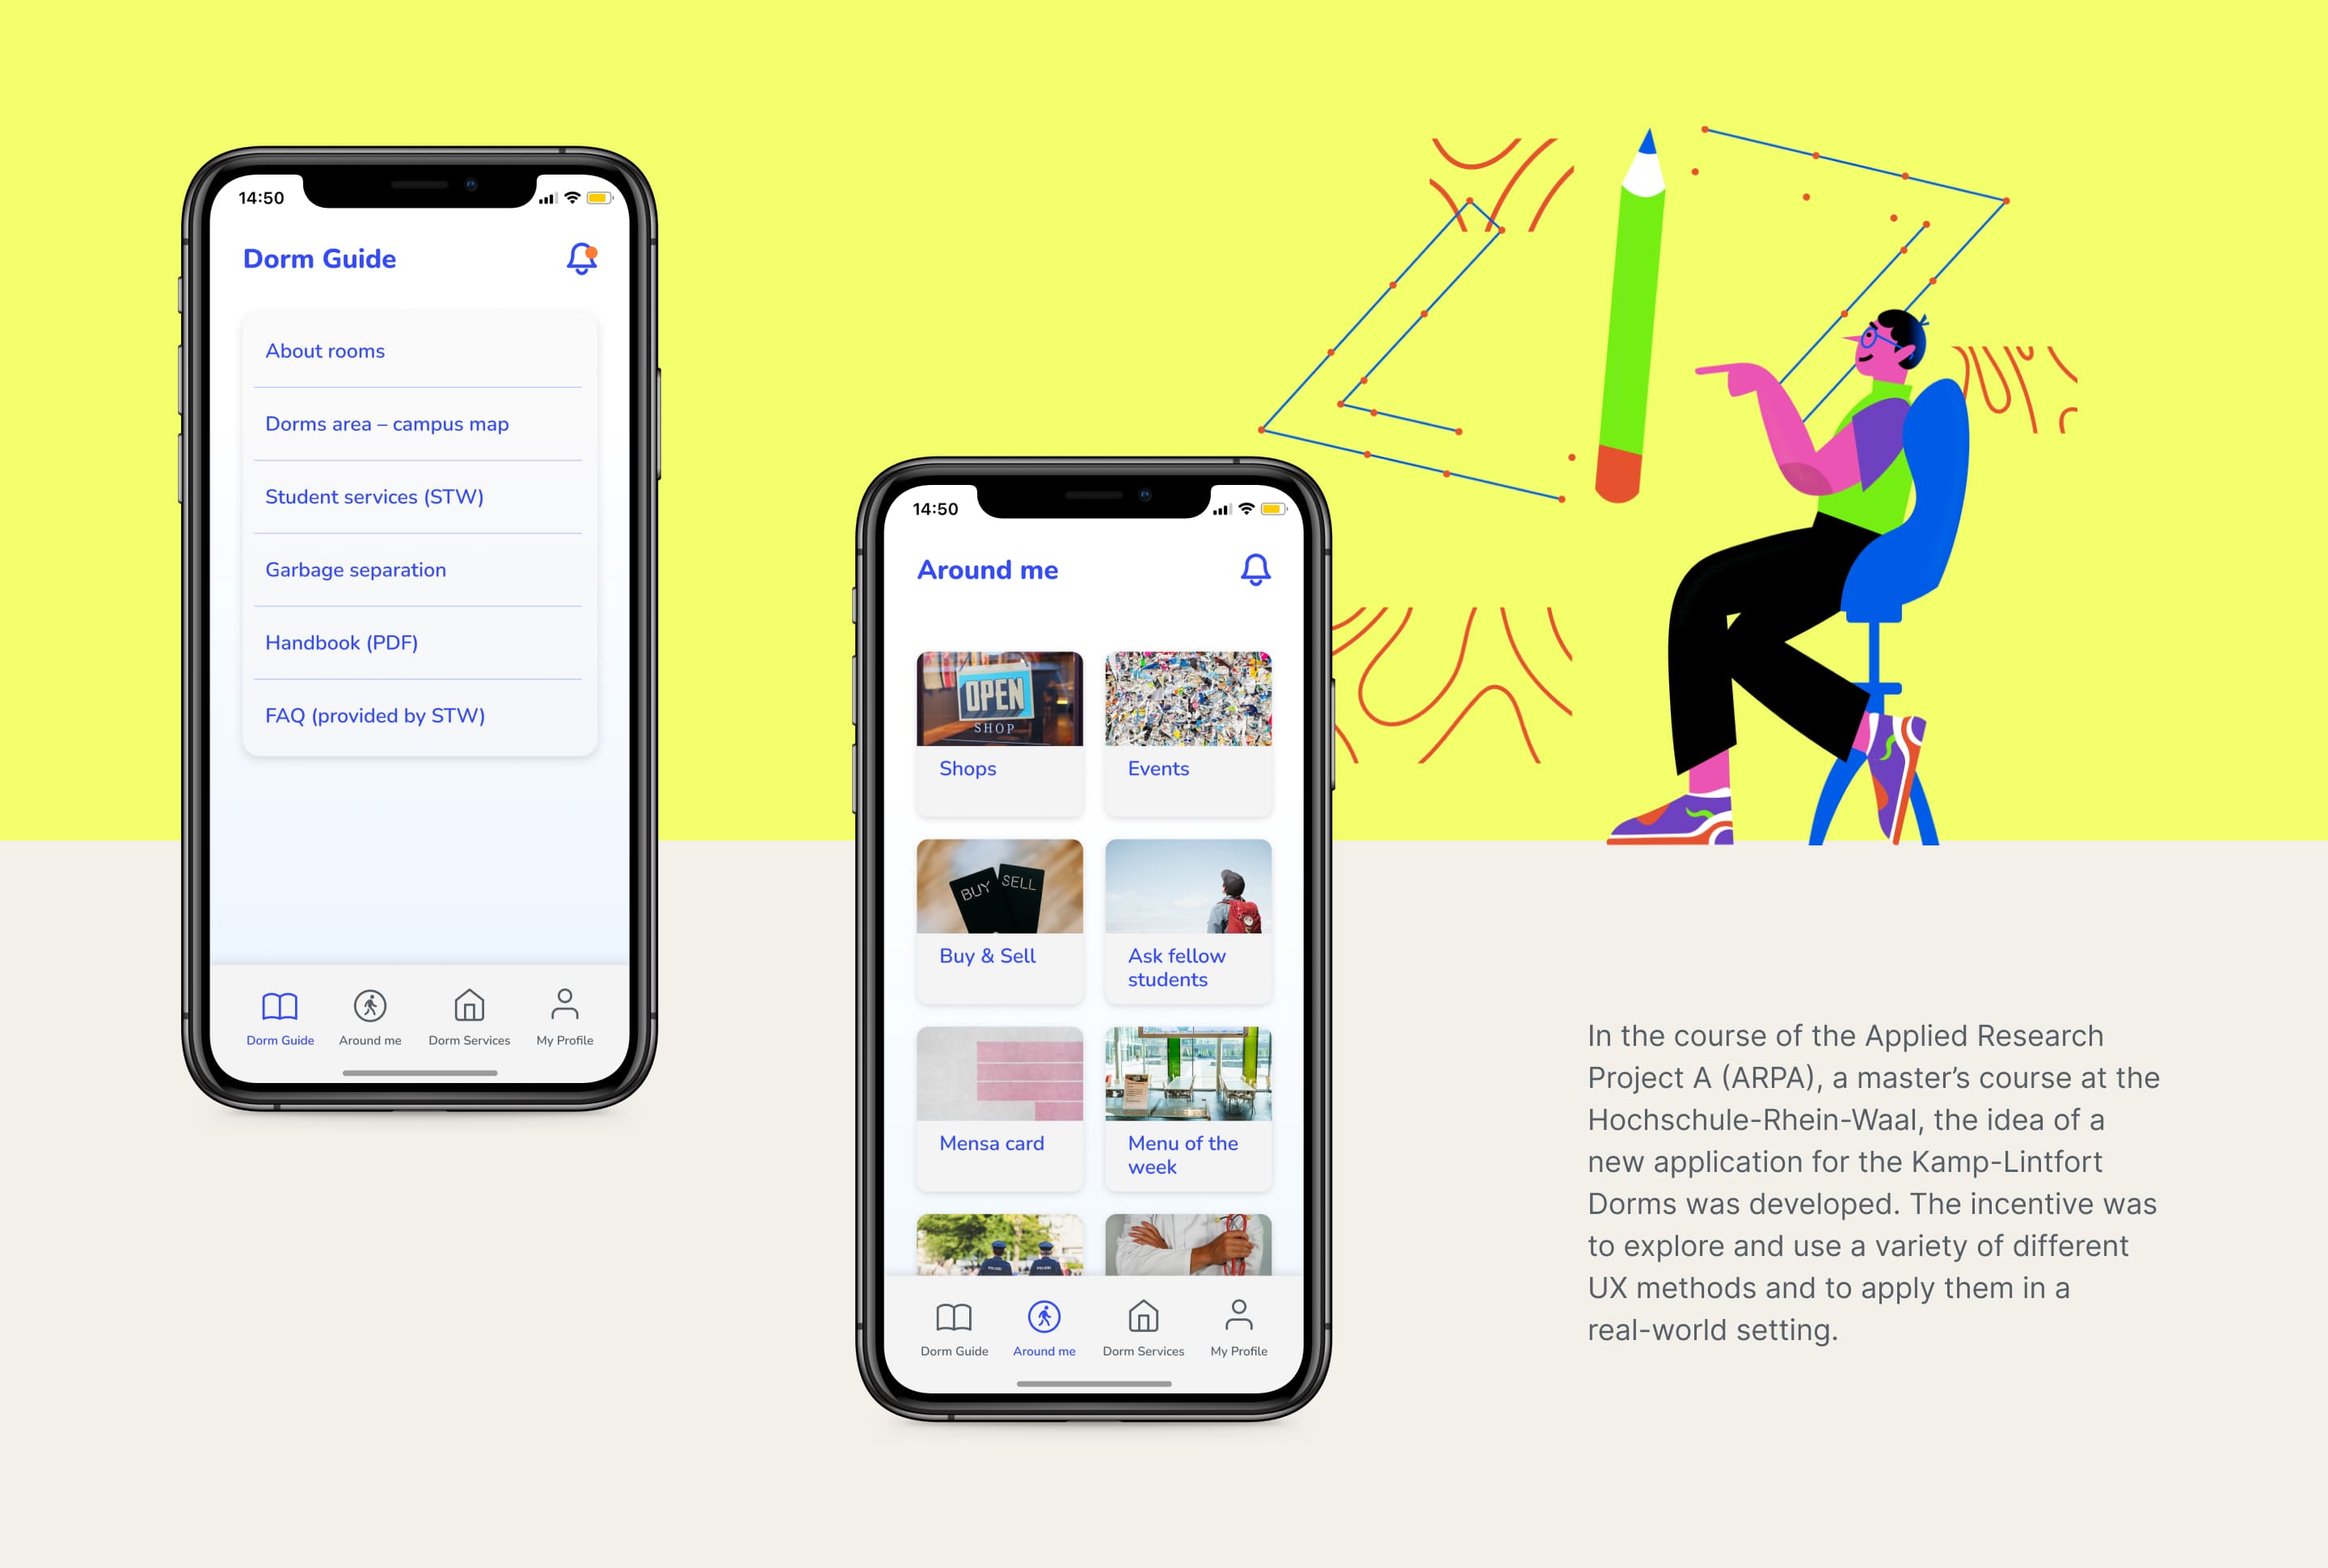 14:50
Dorm Guide
About rooms
Dorms area – campus map
Student services (STW)
Garbage separation
Handbook (PDF)
FAQ (provided by STW)
Dorm Guide
Around me
Dorm Services
My Profile
14:50
Around me
OPEN
SHOP
Shops
Events
BUY
SELL
Buy & Sell
Ask fellow
students
Mensa card
Menu of the
week
POLIZEI
POLIZEI
Dorm Guide
Around me
Dorm Services
My Profile
In the course of the Applied Research
Project A (ARPA), a master’s course at the
Hochschule-Rhein-Waal, the idea of a
new application for the Kamp-Lintfort
Dorms was developed. The incentive was
to explore and use a variety of different
UX methods and to apply them in a
real-world setting.